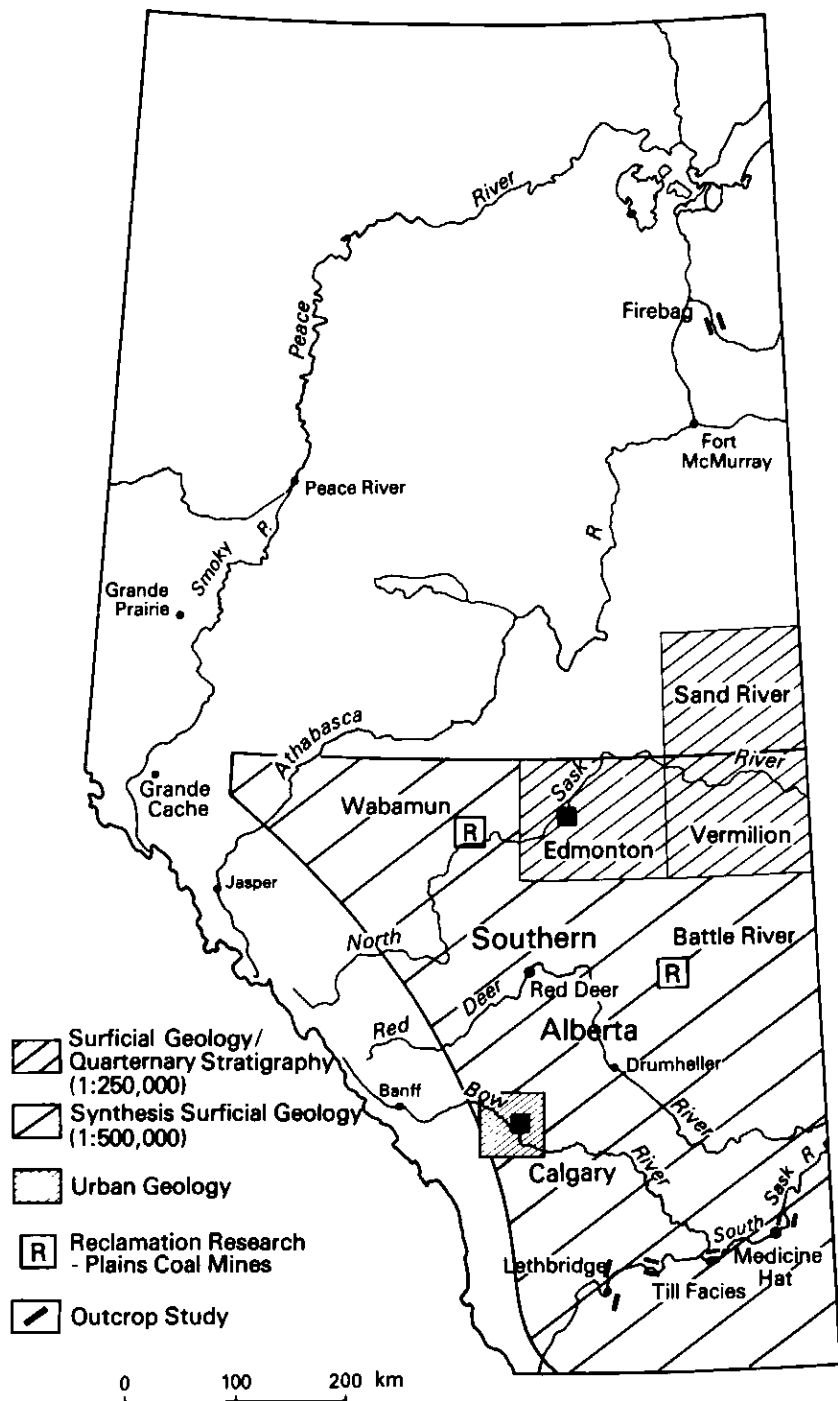 River
Peace
Firebag
Fort
McMurray
Peace River
Smoky
R.
R
Grande
Prairie
Sand River
Athabasca
River
Grande
Cache
Wabamun
Sask
R
Edmonton
Vermilion
Jasper
North
Southern
Battle River
R
Red Deer
Deer
Red
Alberta
Drumheller
Banff
Bow
River
Calgary
River
Sask
R
South
Lethbridge
Medicine
Hat
Till Facies
Surficial Geology/
Quarternary Stratigraphy
(1:250,000)
Synthesis Surficial Geology
(1:500,000)
Urban Geology
R
Reclamation Research
- Plains Coal Mines
Outcrop Study
0 100 200 km